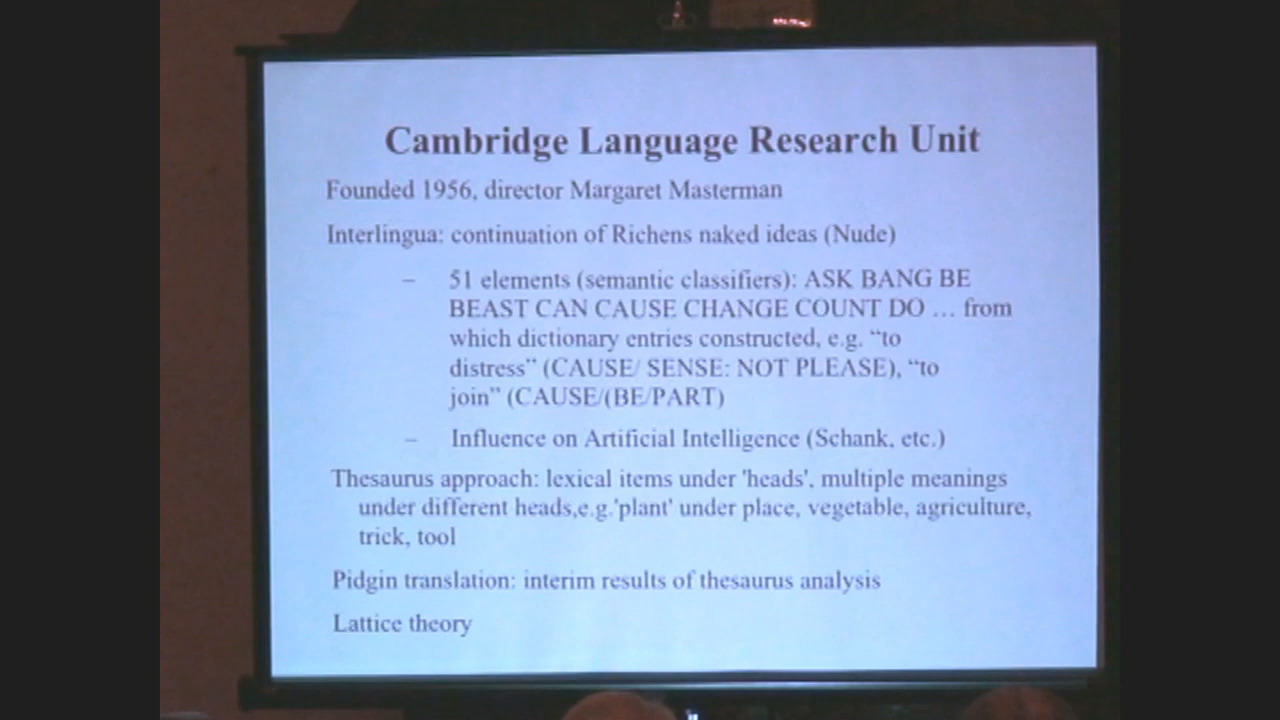 Cambridge Language Research Unit
Founded 1956, director Margaret Masterman
Interlingua: continuation of Richens naked ideas (Nude)
– 51 elements (semantic classifiers): ASK BANG BE
BEAST CAN CAUSE CHANGE COUNT DO … from
which dictionary entries constructed, e.g. “to
distress” (CAUSE/ SENSE: NOT PLEASE), “to
join” (CAUSE/(BE/PART)
– Influence on Artificial Intelligence (Schank, etc.)
Thesaurus approach: lexical items under 'heads', multiple meanings
under different heads,e.g.'plant' under place, vegetable, agriculture,
trick, tool
Pidgin translation: interim results of thesaurus analysis
Lattice theory